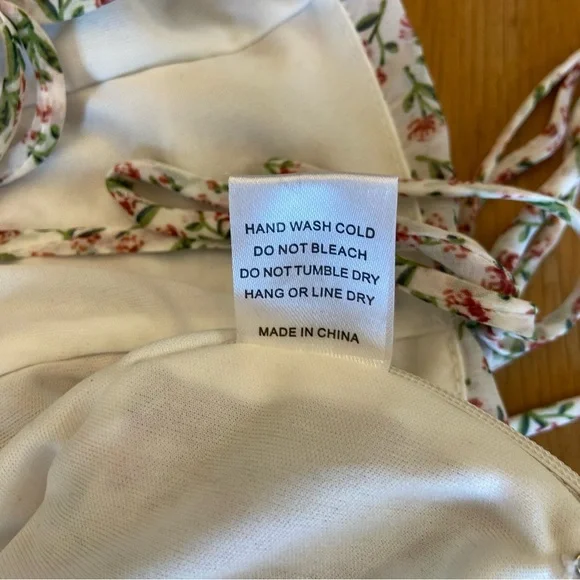 HAND WASH COLD
DO NOT BLEACH
DO NOT TUMBLE DRY
HANG OR LINE DRY
MADE IN CHINA